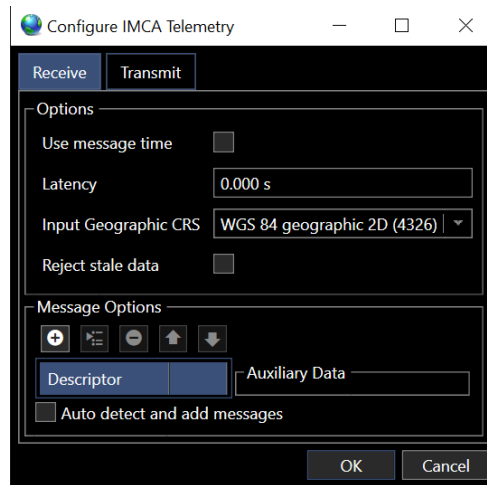 Configure IMCA Telemetry
Receive Transmit
Options
Use message time
Latency 0.000 s
Input Geographic CRS WGS 84 geographic 2D (4326)
Reject stale data
Message Options
Descriptor
Auxiliary Data
Auto detect and add messages
OK Cancel